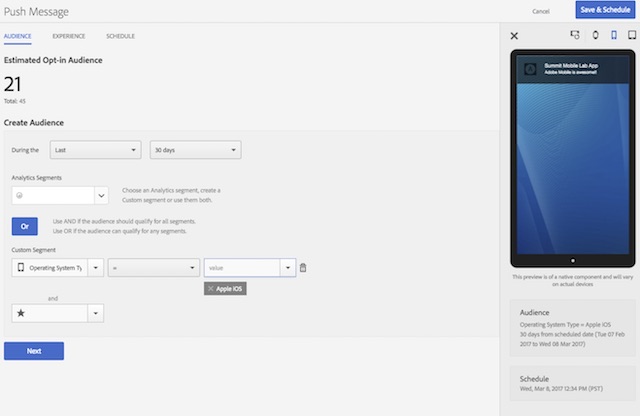 Push Message
Cancel
Save & Schedule
AUDIENCE
EXPERIENCE
SCHEDULE
Estimated Opt-in Audience
21
Total: 45
Create Audience
During the
Last
30 days
Analytics Segments
Choose an Analytics segment, create a
Custom segment or use them both.
Or
Use AND if the audience should qualify for all segments.
Use OR if the audience can qualify for any segments.
Custom Segment
Operating System Ty
=
value
Apple iOS
and
Next
Summit Mobile Lab App
Adobe Mobile is awesome!
This preview is of a native component and will vary
on actual devices
Audience
Operating System Type = Apple iOS
30 days from scheduled date (Tue 07 Feb
2017 to Wed 08 Mar 2017)
Schedule
Wed, Mar 8, 2017 12:34 PM (PST)